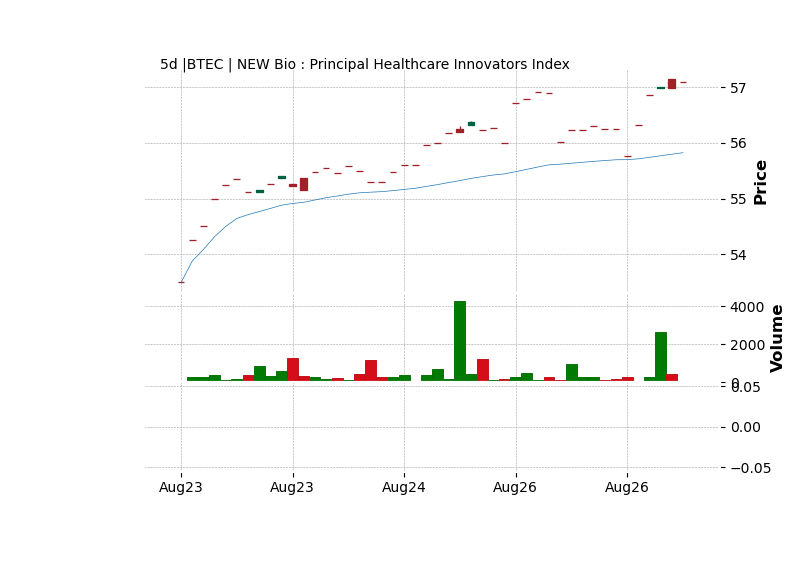 5d |BTEC | NEW Bio : Principal Healthcare Innovators Index
57
56
55
54
Price
4000
2000
0
Volume
0.05
0.00
−0.05
Aug23 Aug23 Aug24 Aug26 Aug26